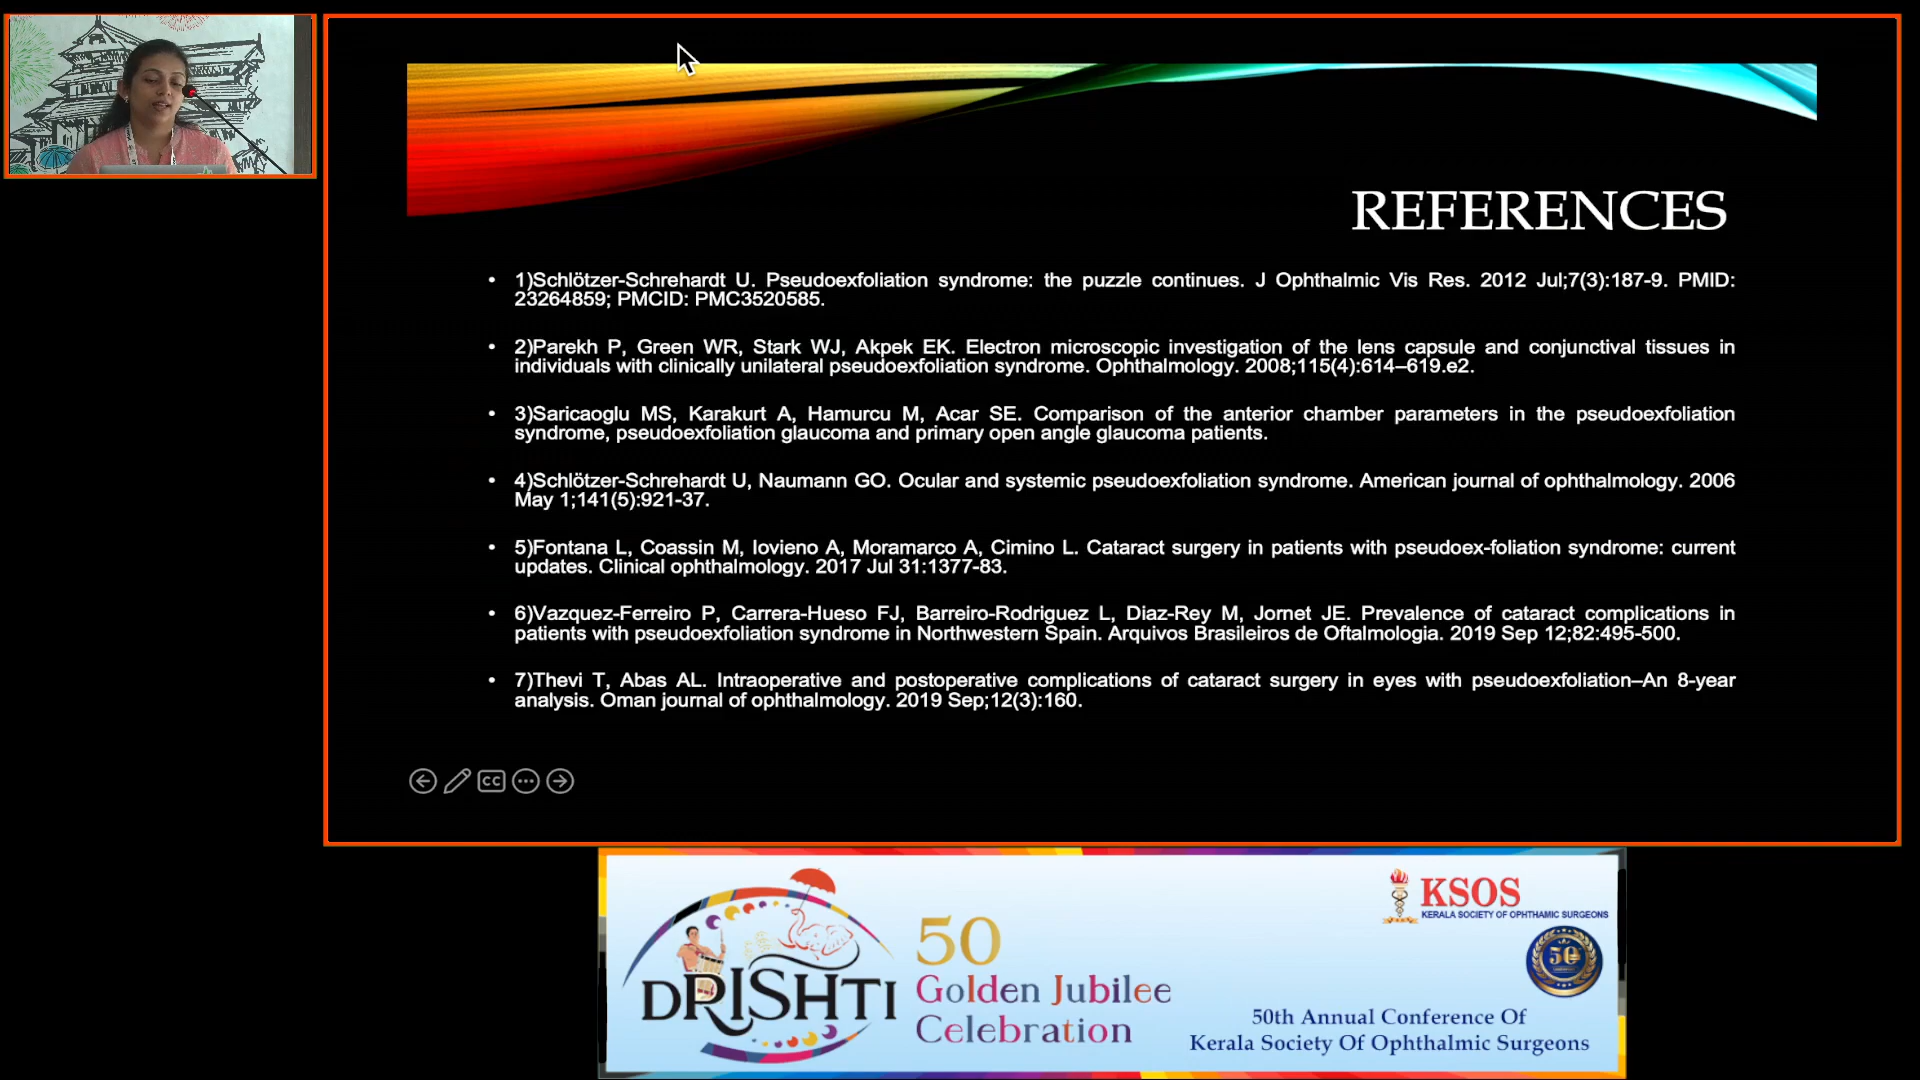 REFERENCES
• 1)Schlötzer-Schrehardt U. Pseudoexfoliation syndrome: the puzzle continues. J Ophthalmic Vis Res. 2012 Jul;7(3):187-9. PMID:
23264859; PMCID: PMC3520585.
• 2)Parekh P, Green WR, Stark WJ, Akpek EK. Electron microscopic investigation of the lens capsule and conjunctival tissues in
individuals with clinically unilateral pseudoexfoliation syndrome. Ophthalmology. 2008;115(4):614–619.e2.
• 3)Saricaoglu MS, Karakurt A, Hamurcu M, Acar SE. Comparison of the anterior chamber parameters in the pseudoexfoliation
syndrome, pseudoexfoliation glaucoma and primary open angle glaucoma patients.
• 4)Schlötzer-Schrehardt U, Naumann GO. Ocular and systemic pseudoexfoliation syndrome. American journal of ophthalmology. 2006
May 1;141(5):921-37.
• 5)Fontana L, Coassin M, Iovieno A, Moramarco A, Cimino L. Cataract surgery in patients with pseudoex-foliation syndrome: current
updates. Clinical ophthalmology. 2017 Jul 31:1377-83.
• 6)Vazquez-Ferreiro P, Carrera-Hueso FJ, Barreiro-Rodriguez L, Diaz-Rey M, Jornet JE. Prevalence of cataract complications in
patients with pseudoexfoliation syndrome in Northwestern Spain. Arquivos Brasileiros de Oftalmologia. 2019 Sep 12;82:495-500.
• 7)Thevi T, Abas AL. Intraoperative and postoperative complications of cataract surgery in eyes with pseudoexfoliation–An 8-year
analysis. Oman journal of ophthalmology. 2019 Sep;12(3):160.
CC
DRISHTI
50
Golden Jubilee
Celebration
KSOS
KERALA SOCIETY OF OPHTHAMIC SURGEONS
50
50th Annual Conference Of
Kerala Society Of Ophthalmic Surgeons